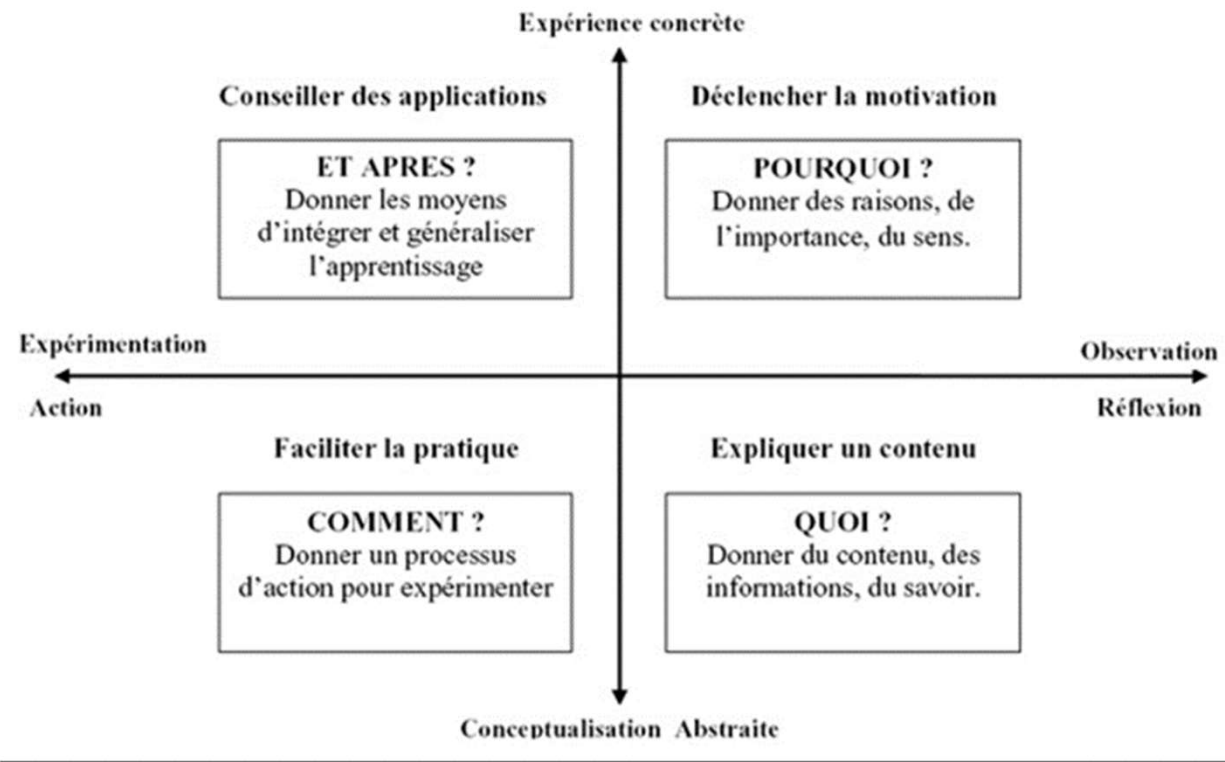 Expérience concrète
Conseiller des applications
Déclencher la motivation
ET APRES ?
Donner les moyens
d'intégrer et généraliser
l'apprentissage
POURQUOI ?
Donner des raisons, de
l'importance, du sens.
Expérimentation
Action
Observation
Réflexion
Faciliter la pratique
Expliquer un contenu
COMMENT ?
Donner un processus
d'action pour expérimenter
QUOI ?
Donner du contenu, des
informations, du savoir.
Conceptualisation Abstraite